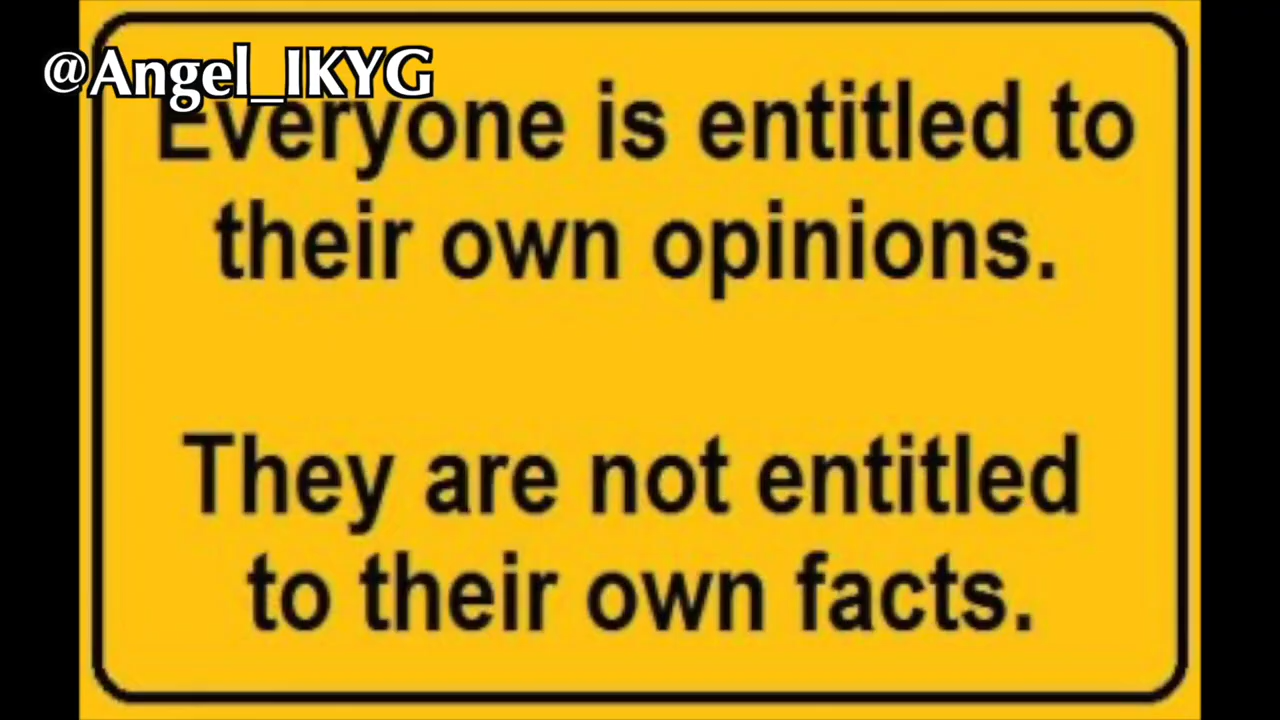 @Angel_IKYG
Everyone is entitled to
their own opinions.
They are not entitled
to their own facts.